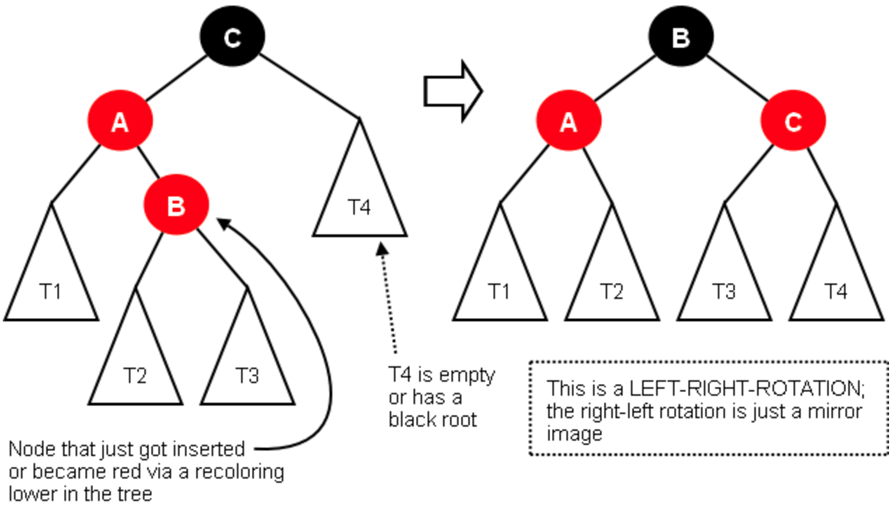 C
B
A
A
C
B
T4
T1
T1
T2
T3
T4
T2
T3
T4 is empty
or has a
black root
This is a LEFT-RIGHT-ROTATION;
the right-left rotation is just a mirror
image
Node that just got inserted
or became red via a recoloring
lower in the tree